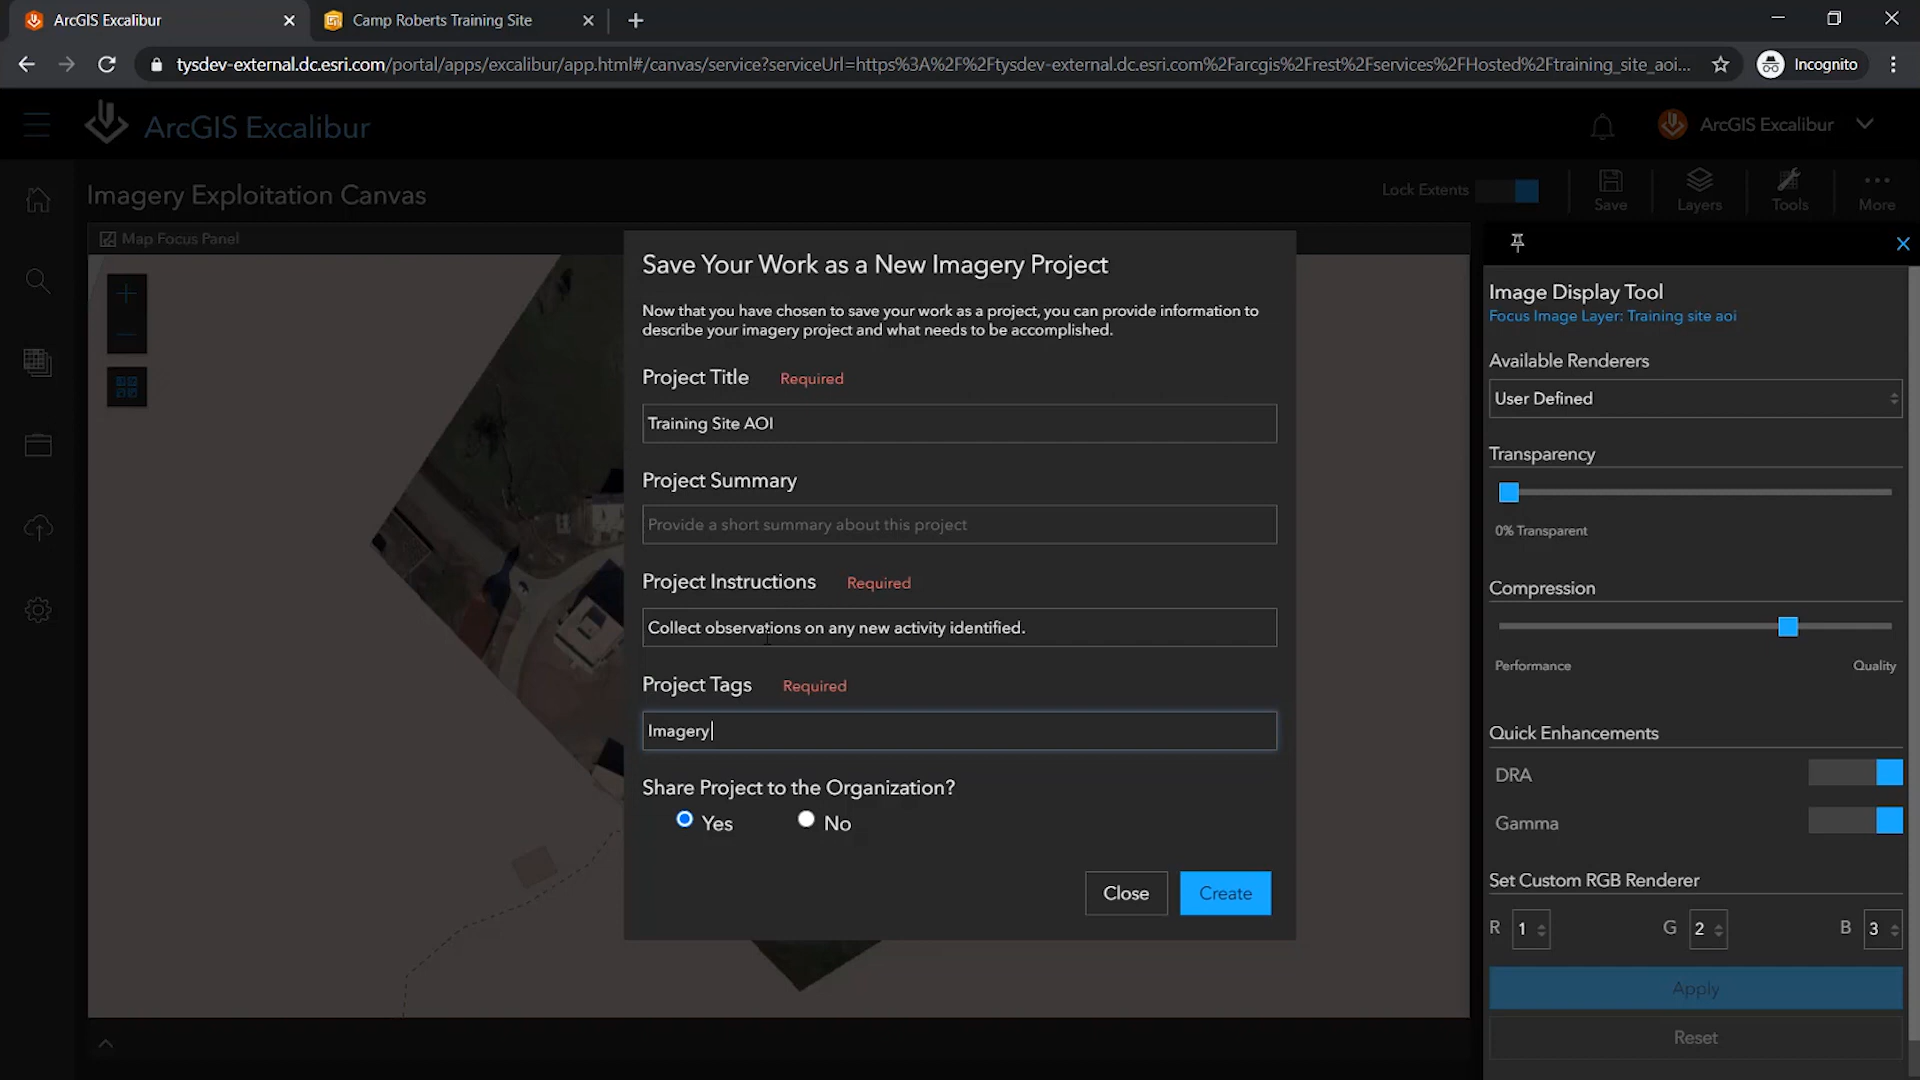 ArcGIS Excalibur
Camp Roberts Training Site
tysdev-external.dc.esri.com/portal/apps/excalibur/app.html#/canvas/service?serviceUrl=https%3A%2F%2Ftysdev-external.dc.esri.com%2Farcgis%2Frest%2Fservices%2FHosted%2Ftraining_site_aoi...
Incognito
ArcGIS Excalibur
ArcGIS Excalibur
Imagery Exploitation Canvas
Lock Extents
Save
Layers
Tools
More
Map Focus Panel
Save Your Work as a New Imagery Project
Now that you have chosen to save your work as a project, you can provide information to
describe your imagery project and what needs to be accomplished.
Project Title Required
Training Site AOI
Project Summary
Provide a short summary about this project
Project Instructions Required
Collect observations on any new activity identified.
Project Tags Required
Imagery
Share Project to the Organization?
Yes No
Close Create
Image Display Tool
Focus Image Layer: Training site aoi
Available Renderers
User Defined
Transparency
0% Transparent
Compression
Performance Quality
Quick Enhancements
DRA
Gamma
Set Custom RGB Renderer
R 1 G 2 B 3
Apply
Reset